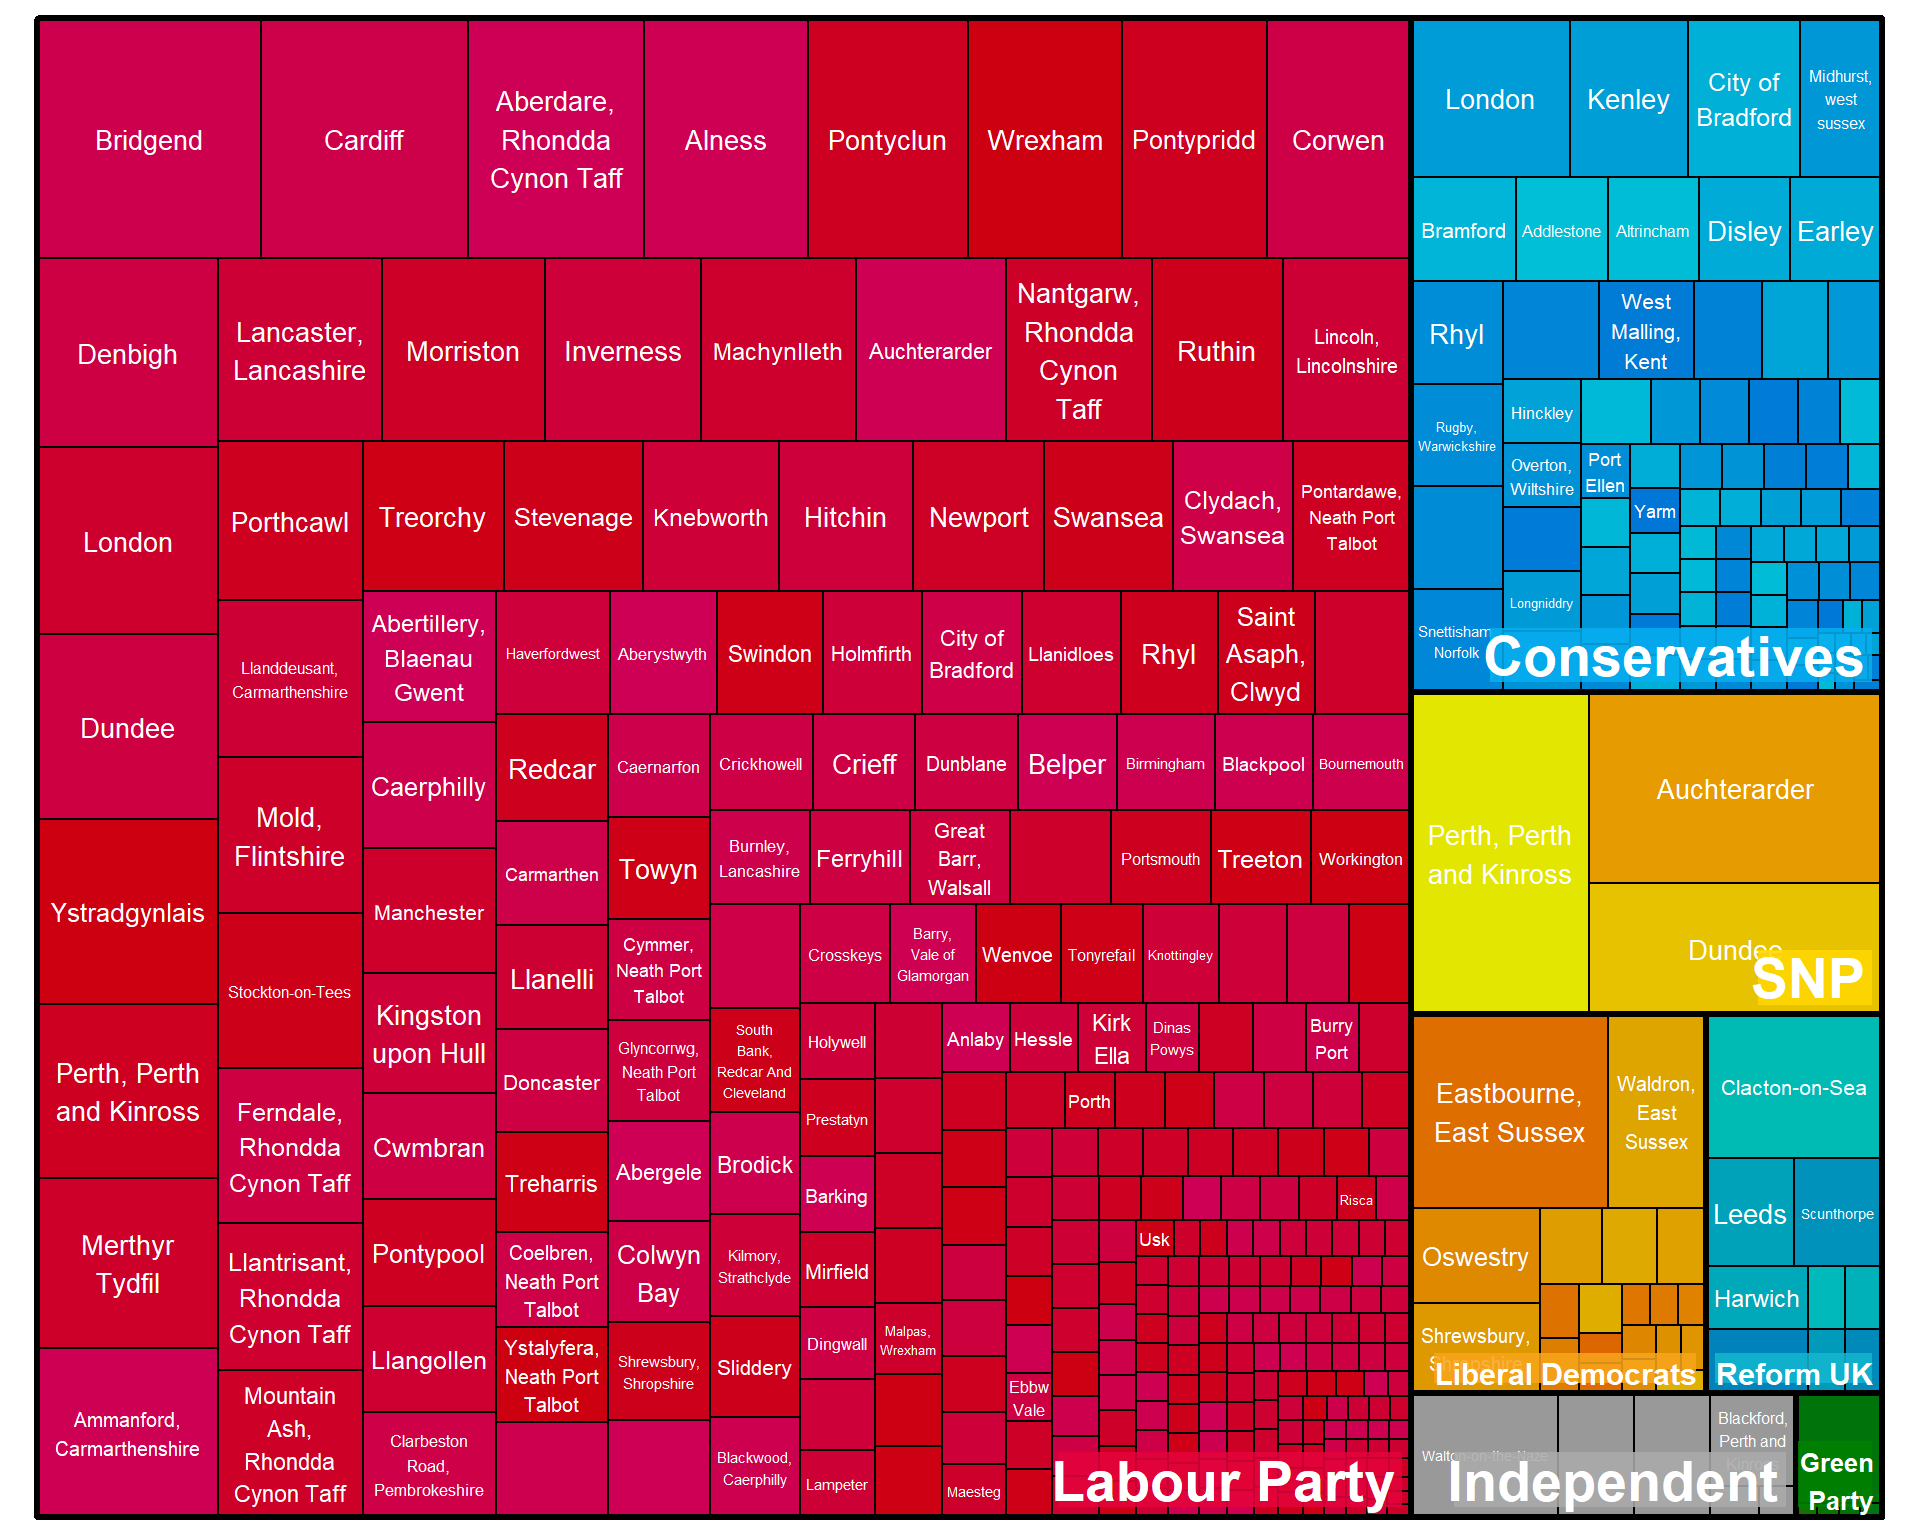 Bridgend
Cardiff
Aberdare,
Rhondda
Cynon Taff
Alness
Pontyclun
Wrexham
Pontypridd
Corwen
Denbigh
Lancaster,
Lancashire
Morriston
Inverness
Machynlleth
Auchterarder
Nantgarw,
Rhondda
Cynon
Taff
Ruthin
Lincoln,
Lincolnshire
London
Porthcawl
Treorchy
Stevenage
Knebworth
Hitchin
Newport
Swansea
Clydach,
Swansea
Pontardawe,
Neath Port
Talbot
Dundee
Llanddeusant,
Carmarthenshire
Abertillery,
Blaenau
Gwent
Haverfordwest
Aberystwyth
Swindon
Holmfirth
City of
Bradford
Llanidloes
Rhyl
Saint
Asaph,
Clwyd
Caerphilly
Redcar
Caernarfon
Crickhowell
Crieff
Dunblane
Belper
Birmingham
Blackpool
Bournemouth
Mold,
Flintshire
Ystradgynlais
Manchester
Carmarthen
Towyn
Burnley,
Lancashire
Ferryhill
Great
Barr,
Walsall
Portsmouth
Treeton
Workington
Stockton-on-Tees
Kingston
upon Hull
Llanelli
Cymmer,
Neath Port
Talbot
Crosskeys
Barry,
Vale of
Glamorgan
Wenvoe
Tonyrefail
Knottingley
Perth, Perth
and Kinross
Ferndale,
Rhondda
Cynon Taff
Cwmbran
Doncaster
Glyncorrwg,
Neath Port
Talbot
South
Bank,
Redcar And
Cleveland
Holywell
Anlaby
Hessle
Kirk
Ella
Dinas
Powys
Burry
Port
Prestatyn
Porth
Merthyr
Tydfil
Llantrisant,
Rhondda
Cynon Taff
Pontypool
Treharris
Abergele
Brodick
Barking
Risca
Usk
Coelbren,
Neath Port
Talbot
Colwyn
Bay
Kilmory,
Strathclyde
Mirfield
Llangollen
Ystalyfera,
Neath Port
Talbot
Shrewsbury,
Shropshire
Sliddery
Dingwall
Malpas,
Wrexham
Ebbw
Vale
Ammanford,
Carmarthenshire
Mountain
Ash,
Rhondda
Cynon Taff
Clarbeston
Road,
Pembrokeshire
Blackwood,
Caerphilly
Lampeter
Maesteg
Labour Party
London
Kenley
City of
Bradford
Midhurst,
west
sussex
Bramford
Addlestone
Altrincham
Disley
Earley
Rhyl
West
Malling,
Kent
Rugby,
Warwickshire
Hinckley
Overton,
Wiltshire
Port
Ellen
Yarm
Longniddry
Snettisham,
Norfolk
Conservatives
Perth, Perth
and Kinross
Auchterarder
Dundee
SNP
Eastbourne,
East Sussex
Waldron,
East
Sussex
Oswestry
Shrewsbury,
Shropshire
Liberal Democrats
Clacton-on-Sea
Leeds
Scunthorpe
Harwich
Reform UK
Walton-on-the-Naze
Blackford,
Perth and
Kinross
Independent
Green
Party